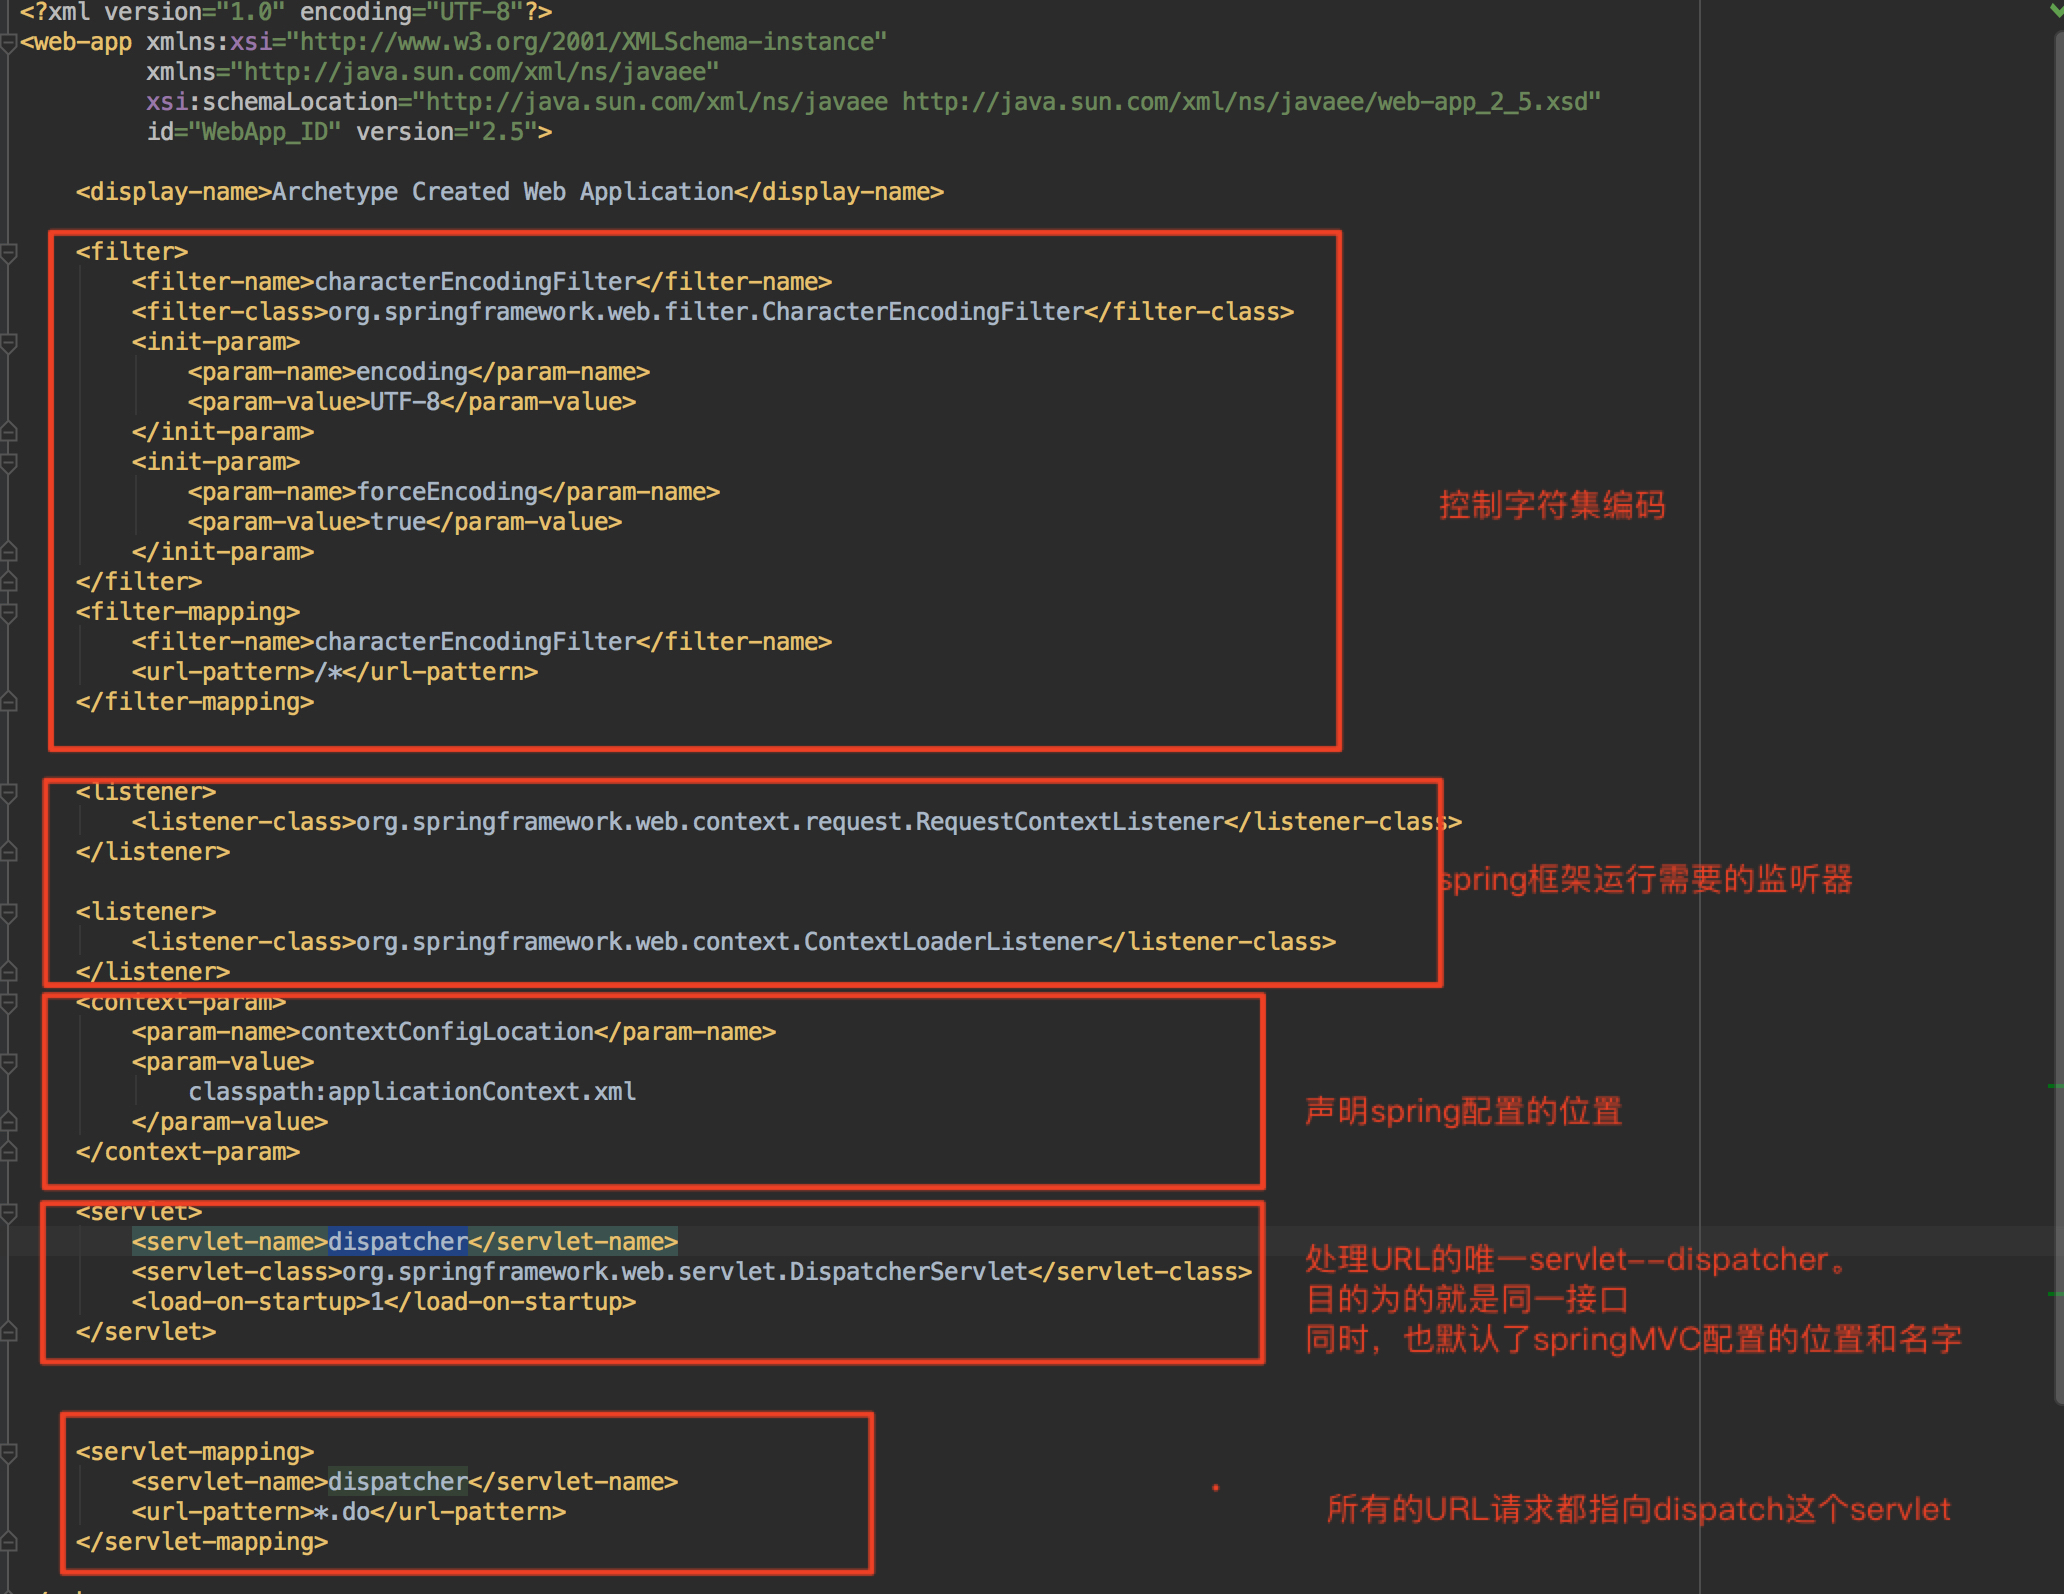 <?xml version="1.0" encoding="UTF-8"?>
<web-app xmlns:xsi="http://www.w3.org/2001/XMLSchema-instance"
         xmlns="http://java.sun.com/xml/ns/javaee"
         xsi:schemaLocation="http://java.sun.com/xml/ns/javaee http://java.sun.com/xml/ns/javaee/web-app_2_5.xsd"
         id="WebApp_ID" version="2.5">
    <display-name>Archetype Created Web Application</display-name>
    <filter>
        <filter-name>characterEncodingFilter</filter-name>
        <filter-class>org.springframework.web.filter.CharacterEncodingFilter</filter-class>
        <init-param>
            <param-name>encoding</param-name>
            <param-value>UTF-8</param-value>
        </init-param>
        <init-param>
            <param-name>forceEncoding</param-name>
            <param-value>true</param-value>
        </init-param>
    </filter>
    <filter-mapping>
        <filter-name>characterEncodingFilter</filter-name>
        <url-pattern>/*</url-pattern>
    </filter-mapping>
控制字符集编码
    <listener>
        <listener-class>org.springframework.web.context.request.RequestContextListener</listener-class>
    </listener>
    <listener>
        <listener-class>org.springframework.web.context.ContextLoaderListener</listener-class>
    </listener>
spring框架运行需要的监听器
    <context-param>
        <param-name>contextConfigLocation</param-name>
        <param-value>
            classpath:applicationContext.xml
        </param-value>
    </context-param>
声明spring配置的位置
    <servlet>
        <servlet-name>dispatcher</servlet-name>
        <servlet-class>org.springframework.web.servlet.DispatcherServlet</servlet-class>
        <load-on-startup>1</load-on-startup>
    </servlet>
处理URL的唯一servlet--dispatcher。
目的为的就是同一接口
同时，也默认了springMVC配置的位置和名字
    <servlet-mapping>
        <servlet-name>dispatcher</servlet-name>
        <url-pattern>*.do</url-pattern>
    </servlet-mapping>
所有的URL请求都指向dispatch这个servlet